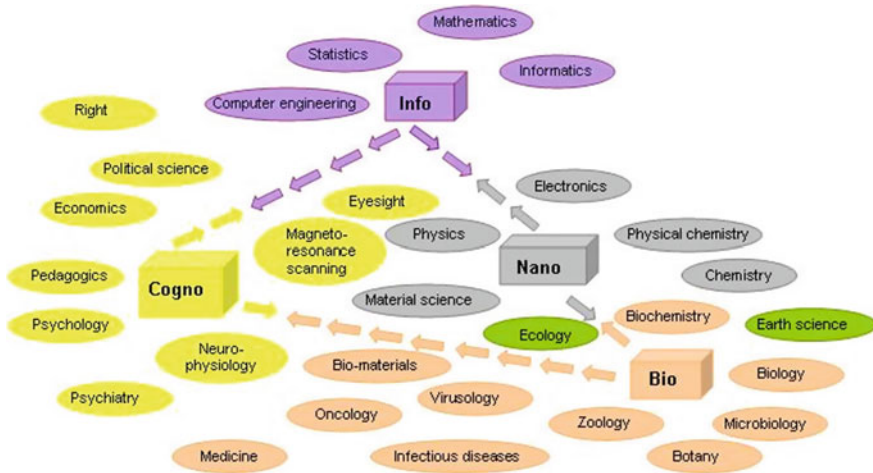 Mathematics
Statistics
Informatics
Computer engineering
Info
Right
Political science
Economics
Eyesight
Electronics
Magneto-
resonance
scanning
Physics
Physical chemistry
Pedagogics
Cogno
Nano
Chemistry
Material science
Psychology
Ecology
Biochemistry
Earth science
Neuro-
physiology
Bio-materials
Bio
Biology
Psychiatry
Virusology
Oncology
Zoology
Microbiology
Medicine
Infectious diseases
Botany